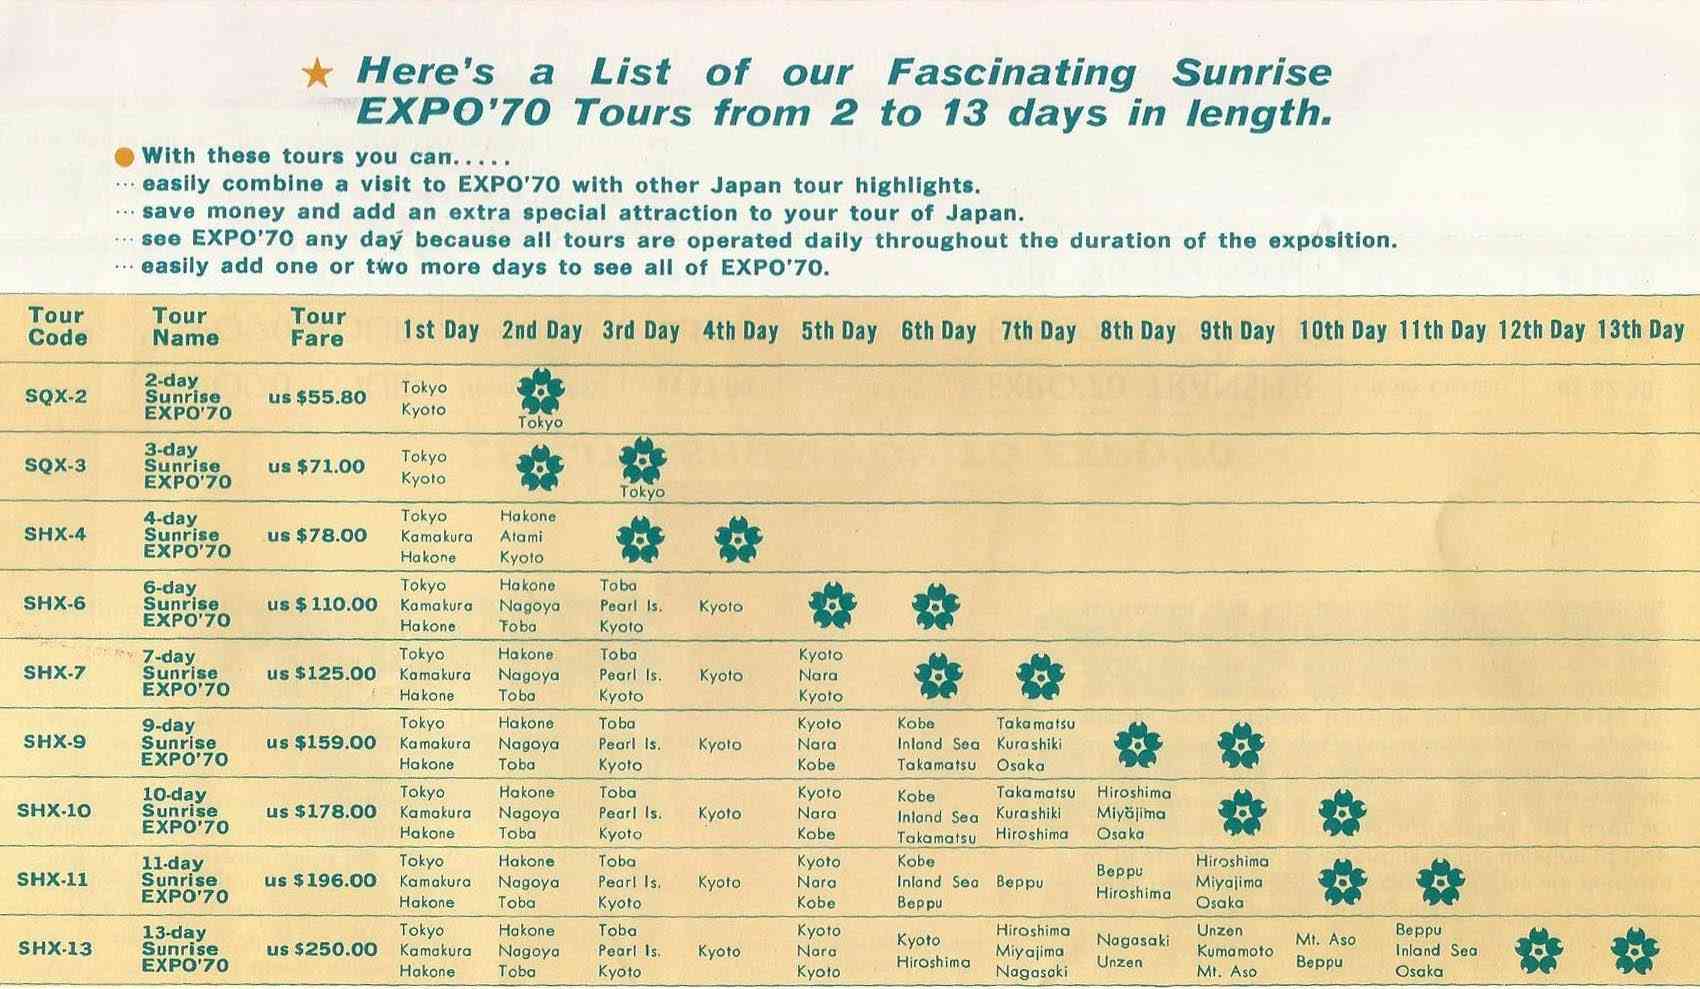 ★ Here's a List of our Fascinating Sunrise
EXPO'70 Tours from 2 to 13 days in length.
● With these tours you can.....
… easily combine a visit to EXPO'70 with other Japan tour highlights.
… save money and add an extra special attraction to your tour of Japan.
… see EXPO'70 any day because all tours are operated daily throughout the duration of the exposition.
… easily add one or two more days to see all of EXPO'70.
Tour Code | Tour Name | Tour Fare | 1st Day | 2nd Day | 3rd Day | 4th Day | 5th Day | 6th Day | 7th Day | 8th Day | 9th Day | 10th Day | 11th Day | 12th Day | 13th Day
SQX-2 | 2-day Sunrise EXPO'70 | us $55.80 | Tokyo Kyoto | Tokyo
SQX-3 | 3-day Sunrise EXPO'70 | us $71.00 | Tokyo Kyoto | | Tokyo
SHX-4 | 4-day Sunrise EXPO'70 | us $78.00 | Tokyo Kamakura Hakone | Hakone Atami Kyoto
SHX-6 | 6-day Sunrise EXPO'70 | us $110.00 | Tokyo Kamakura Hakone | Hakone Nagoya Toba | Toba Pearl Is. Kyoto | Kyoto
SHX-7 | 7-day Sunrise EXPO'70 | us $125.00 | Tokyo Kamakura Hakone | Hakone Nagoya Toba | Toba Pearl Is. Kyoto | Kyoto | Kyoto Nara Kyoto
SHX-9 | 9-day Sunrise EXPO'70 | us $159.00 | Tokyo Kamakura Hakone | Hakone Nagoya Toba | Toba Pearl Is. Kyoto | Kyoto | Kyoto Nara Kobe | Kobe Inland Sea Takamatsu | Takamatsu Kurashiki Osaka
SHX-10 | 10-day Sunrise EXPO'70 | us $178.00 | Tokyo Kamakura Hakone | Hakone Nagoya Toba | Toba Pearl Is. Kyoto | Kyoto | Kyoto Nara Kobe | Kobe Inland Sea Takamatsu | Takamatsu Kurashiki Hiroshima | Hiroshima Miyajima Osaka
SHX-11 | 11-day Sunrise EXPO'70 | us $196.00 | Tokyo Kamakura Hakone | Hakone Nagoya Toba | Toba Pearl Is. Kyoto | Kyoto | Kyoto Nara Kobe | Kobe Inland Sea Beppu | Beppu | Beppu Hiroshima | Hiroshima Miyajima Osaka
SHX-13 | 13-day Sunrise EXPO'70 | us $250.00 | Tokyo Kamakura Hakone | Hakone Nagoya Toba | Toba Pearl Is. Kyoto | Kyoto | Kyoto Nara Kyoto | Kyoto Hiroshima | Hiroshima Miyajima Nagasaki | Nagasaki Unzen | Unzen Kumamoto Mt. Aso | Mt. Aso Beppu | Beppu Inland Sea Osaka